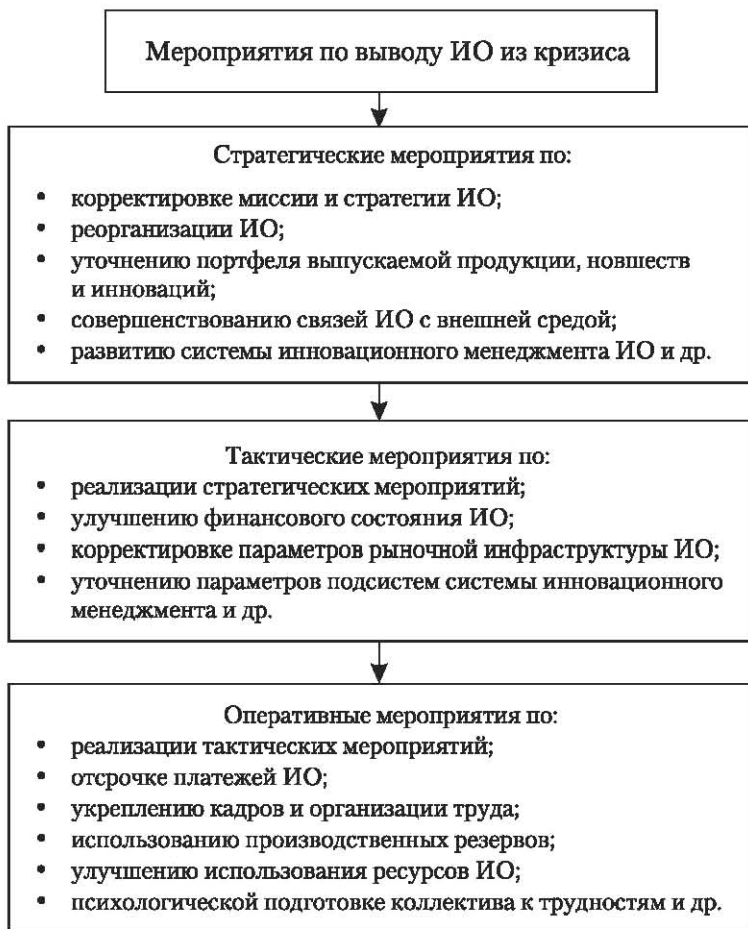 Мероприятия по выводу ИО из кризиса
Стратегические мероприятия по:
• корректировке миссии и стратегии ИО;
• реорганизации ИО;
• уточнению портфеля выпускаемой продукции, новшеств
и инноваций;
• совершенствованию связей ИО с внешней средой;
• развитию системы инновационного менеджмента ИО и др.
Тактические мероприятия по:
• реализации стратегических мероприятий;
• улучшению финансового состояния ИО;
• корректировке параметров рыночной инфраструктуры ИО;
• уточнению параметров подсистем системы инновационного
менеджмента и др.
Оперативные мероприятия по:
• реализации тактических мероприятий;
• отсрочке платежей ИО;
• укреплению кадров и организации труда;
• использованию производственных резервов;
• улучшению использования ресурсов ИО;
• психологической подготовке коллектива к трудностям и др.